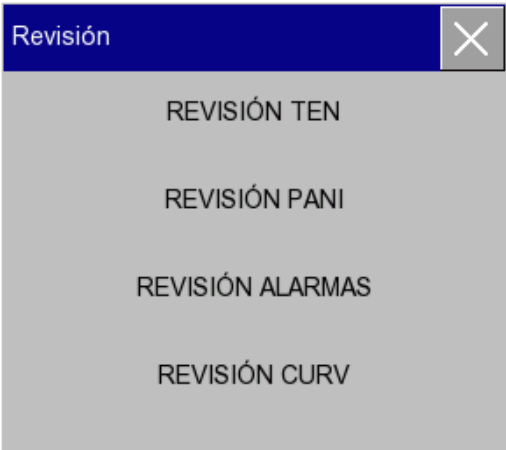 Revisión
REVISIÓN TEN
REVISIÓN PANI
REVISIÓN ALARMAS
REVISIÓN CURV